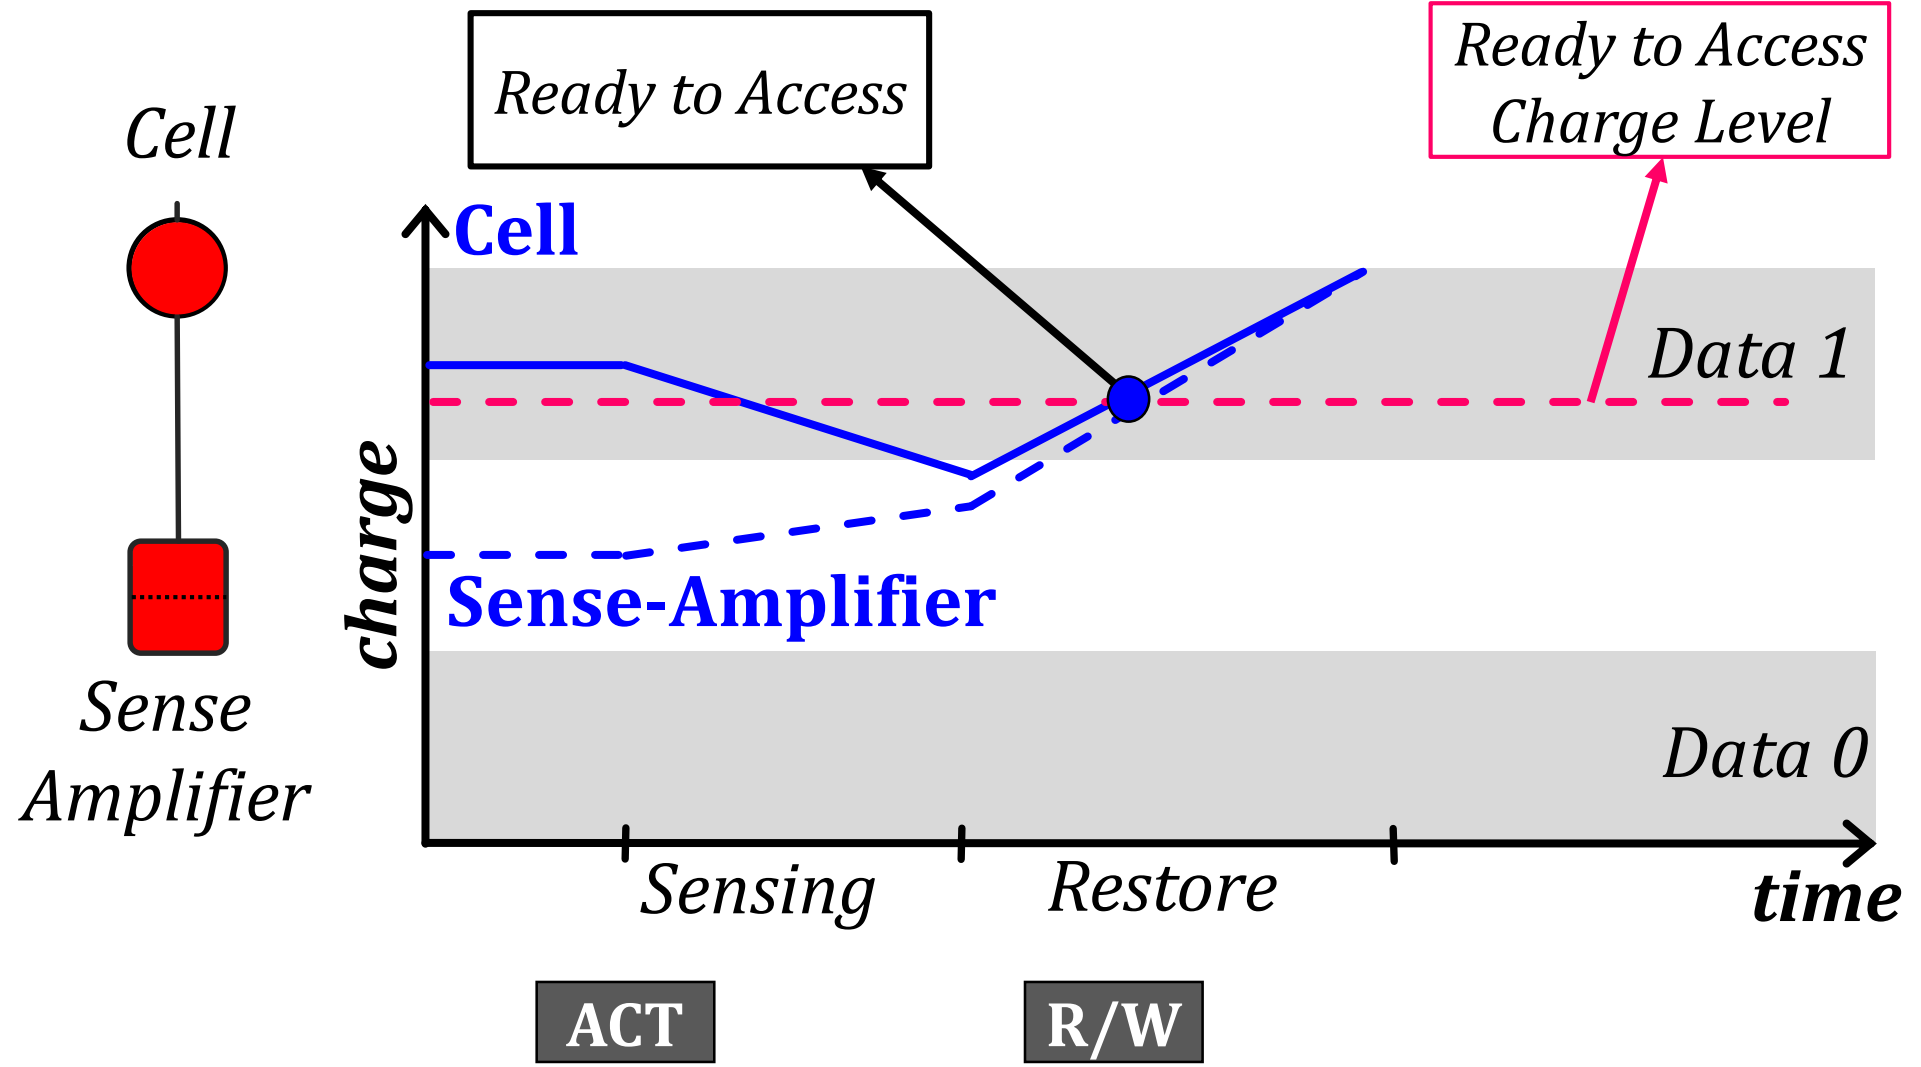 Ready to Access
Ready to Access
Charge Level
Cell
Cell
Data 1
charge
Sense-Amplifier
Sense
Amplifier
Data 0
Sensing
Restore
time
ACT
R/W